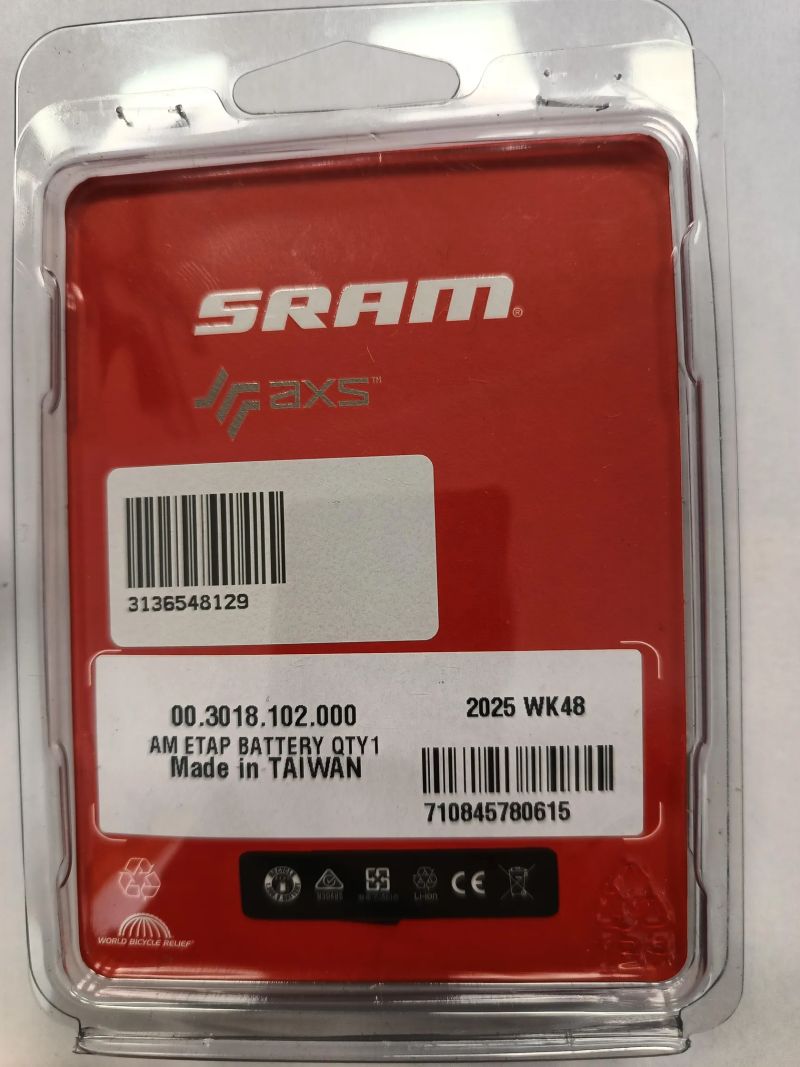 SRAM®
axs™
3136548129
00.3018.102.000
AM ETAP BATTERY QTY1
Made in TAIWAN
2025 WK48
710845780615
LI-ION
CE
WORLD BICYCLE RELIEF®